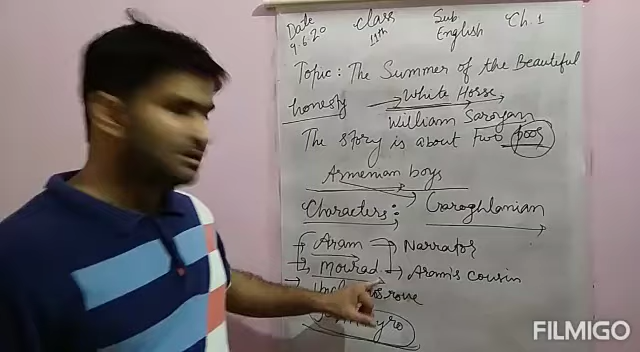 Date Class Sub Ch. 1
9.6.20 11th English
Topic: The Summer of the Beautiful
honesty White Horse
William Saroyan
The story is about two poor
Armenian boys
Characters: Garoghlanian
Aram Narrator
Mourad Aram's cousin
FILMIGO